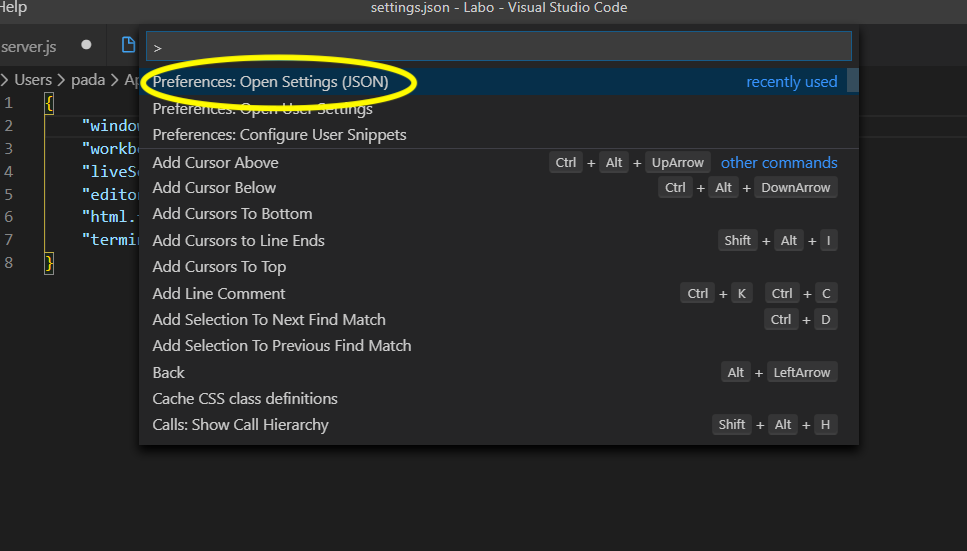 Help settings.json - Labo - Visual Studio Code
server.js
>
Users > pada > Ap
Preferences: Open Settings (JSON) recently used
Preferences: Open User Settings
Preferences: Configure User Snippets
Add Cursor Above Ctrl + Alt + UpArrow other commands
Add Cursor Below Ctrl + Alt + DownArrow
Add Cursors To Bottom
Add Cursors to Line Ends Shift + Alt + I
Add Cursors To Top
Add Line Comment Ctrl + K Ctrl + C
Add Selection To Next Find Match Ctrl + D
Add Selection To Previous Find Match
Back Alt + LeftArrow
Cache CSS class definitions
Calls: Show Call Hierarchy Shift + Alt + H
1 {
2 "window
3 "workb
4 "liveS
5 "editor
6 "html.
7 "termi
8 }